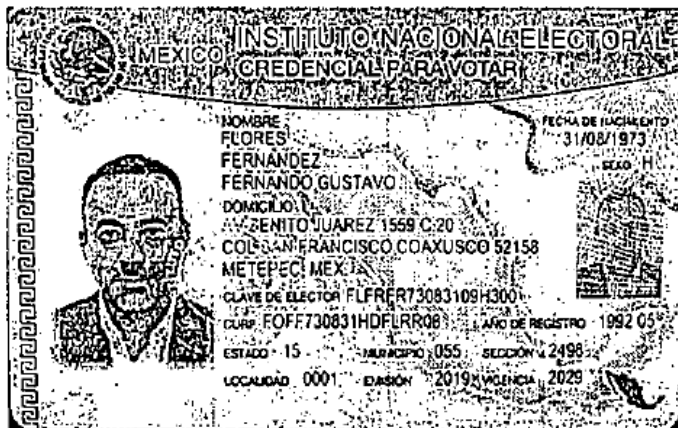 MEXICO
INSTITUTO NACIONAL ELECTORAL
CREDENCIAL PARA VOTAR
NOMBRE
FLORES
FERNANDEZ
FERNANDO GUSTAVO
FECHA DE NACIMIENTO
31/08/1973
SEXO H
DOMICILIO
AV BENITO JUAREZ 1559 C 20
COL SAN FRANCISCO COAXUSCO 52158
METEPEC, MEX.
CLAVE DE ELECTOR FLFRFR73083109H300
CURP FOFF730831HDFLRR08 AÑO DE REGISTRO 1992 05
ESTADO 15 MUNICIPIO 055 SECCIÓN 2498
LOCALIDAD 0001 EMISIÓN 2019 VIGENCIA 2029